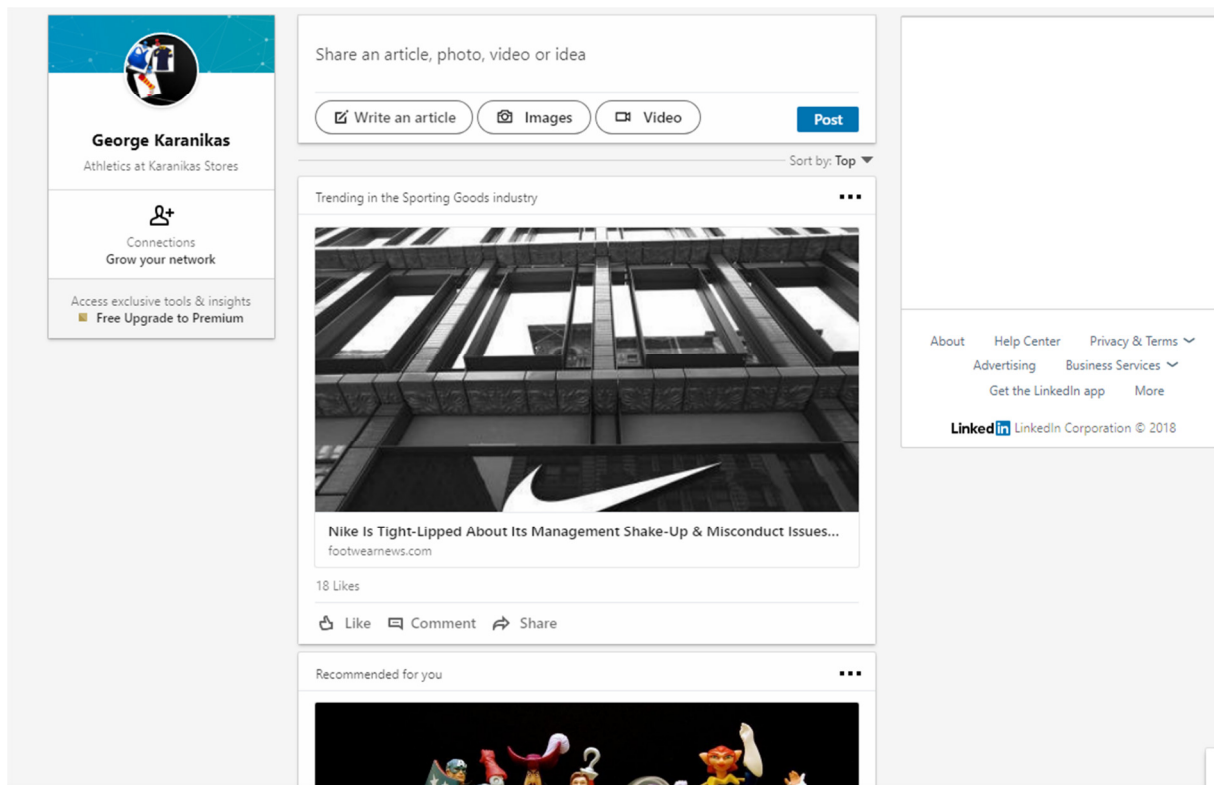 George Karanikas
Athletics at Karanikas Stores
Connections
Grow your network
Access exclusive tools & insights
Free Upgrade to Premium
Share an article, photo, video or idea
Write an article
Images
Video
Post
Sort by: Top
Trending in the Sporting Goods industry
Nike Is Tight-Lipped About Its Management Shake-Up & Misconduct Issues...
footwearnews.com
18 Likes
Like
Comment
Share
Recommended for you
About Help Center Privacy & Terms
Advertising Business Services
Get the LinkedIn app More
Linked in LinkedIn Corporation © 2018